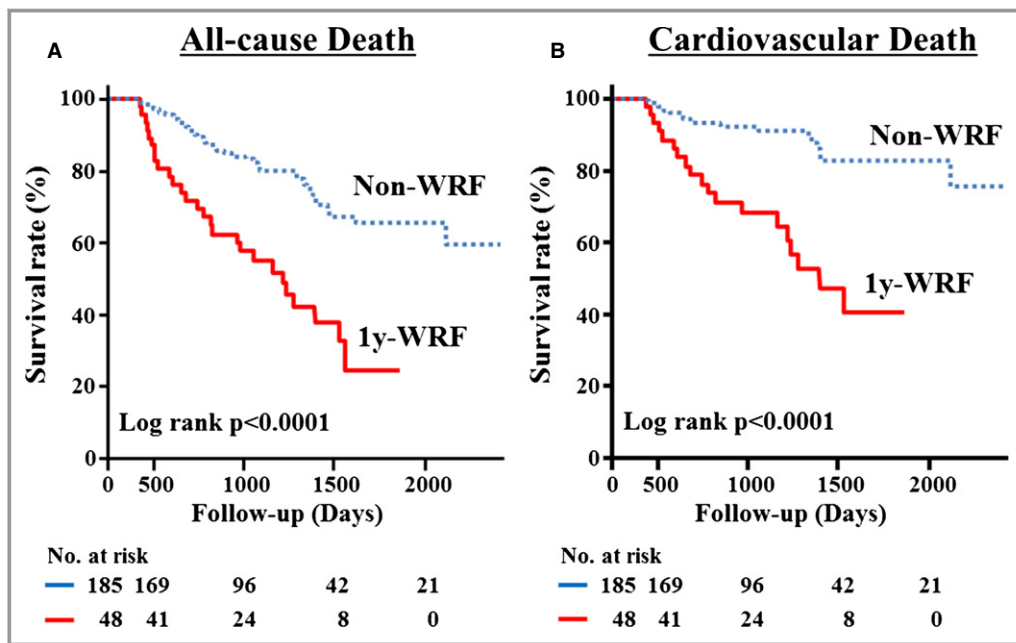 A
All-cause Death
Survival rate (%)
100
80
60
40
20
0
Non-WRF
1y-WRF
Log rank p<0.0001
0 500 1000 1500 2000
Follow-up (Days)
No. at risk
185 169 96 42 21
48 41 24 8 0
B
Cardiovascular Death
Survival rate (%)
100
80
60
40
20
0
Non-WRF
1y-WRF
Log rank p<0.0001
0 500 1000 1500 2000
Follow-up (Days)
No. at risk
185 169 96 42 21
48 41 24 8 0